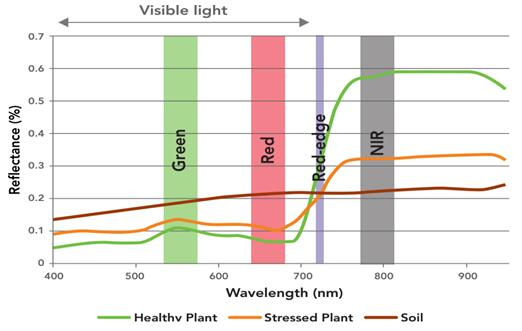 Visible light
0.7
0.6
0.5
0.4
0.3
0.2
0.1
0
Reflectance (%)
Green
Red
Red-edge
NIR
400 500 600 700 800 900
Wavelength (nm)
Healthy Plant Stressed Plant Soil